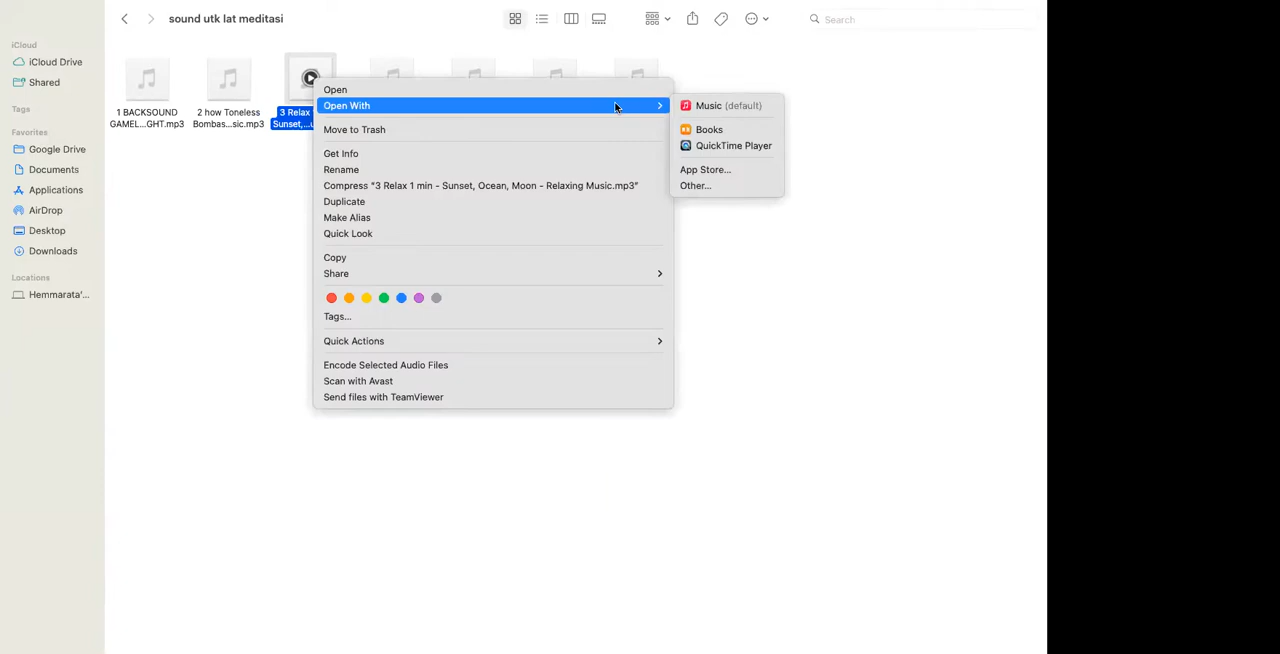 sound utk lat meditasi
Search
iCloud
iCloud Drive
Shared
Tags
Favorites
Google Drive
Documents
Applications
AirDrop
Desktop
Downloads
Locations
Hemmarata'...
1 BACKSOUND
GAMEL...GHT.mp3
2 how Toneless
Bombas...sic.mp3
3 Relax
Sunset,...
Open
Open With
Move to Trash
Get Info
Rename
Compress "3 Relax 1 min - Sunset, Ocean, Moon - Relaxing Music.mp3"
Duplicate
Make Alias
Quick Look
Copy
Share
Tags...
Quick Actions
Encode Selected Audio Files
Scan with Avast
Send files with TeamViewer
Music (default)
Books
QuickTime Player
App Store...
Other...